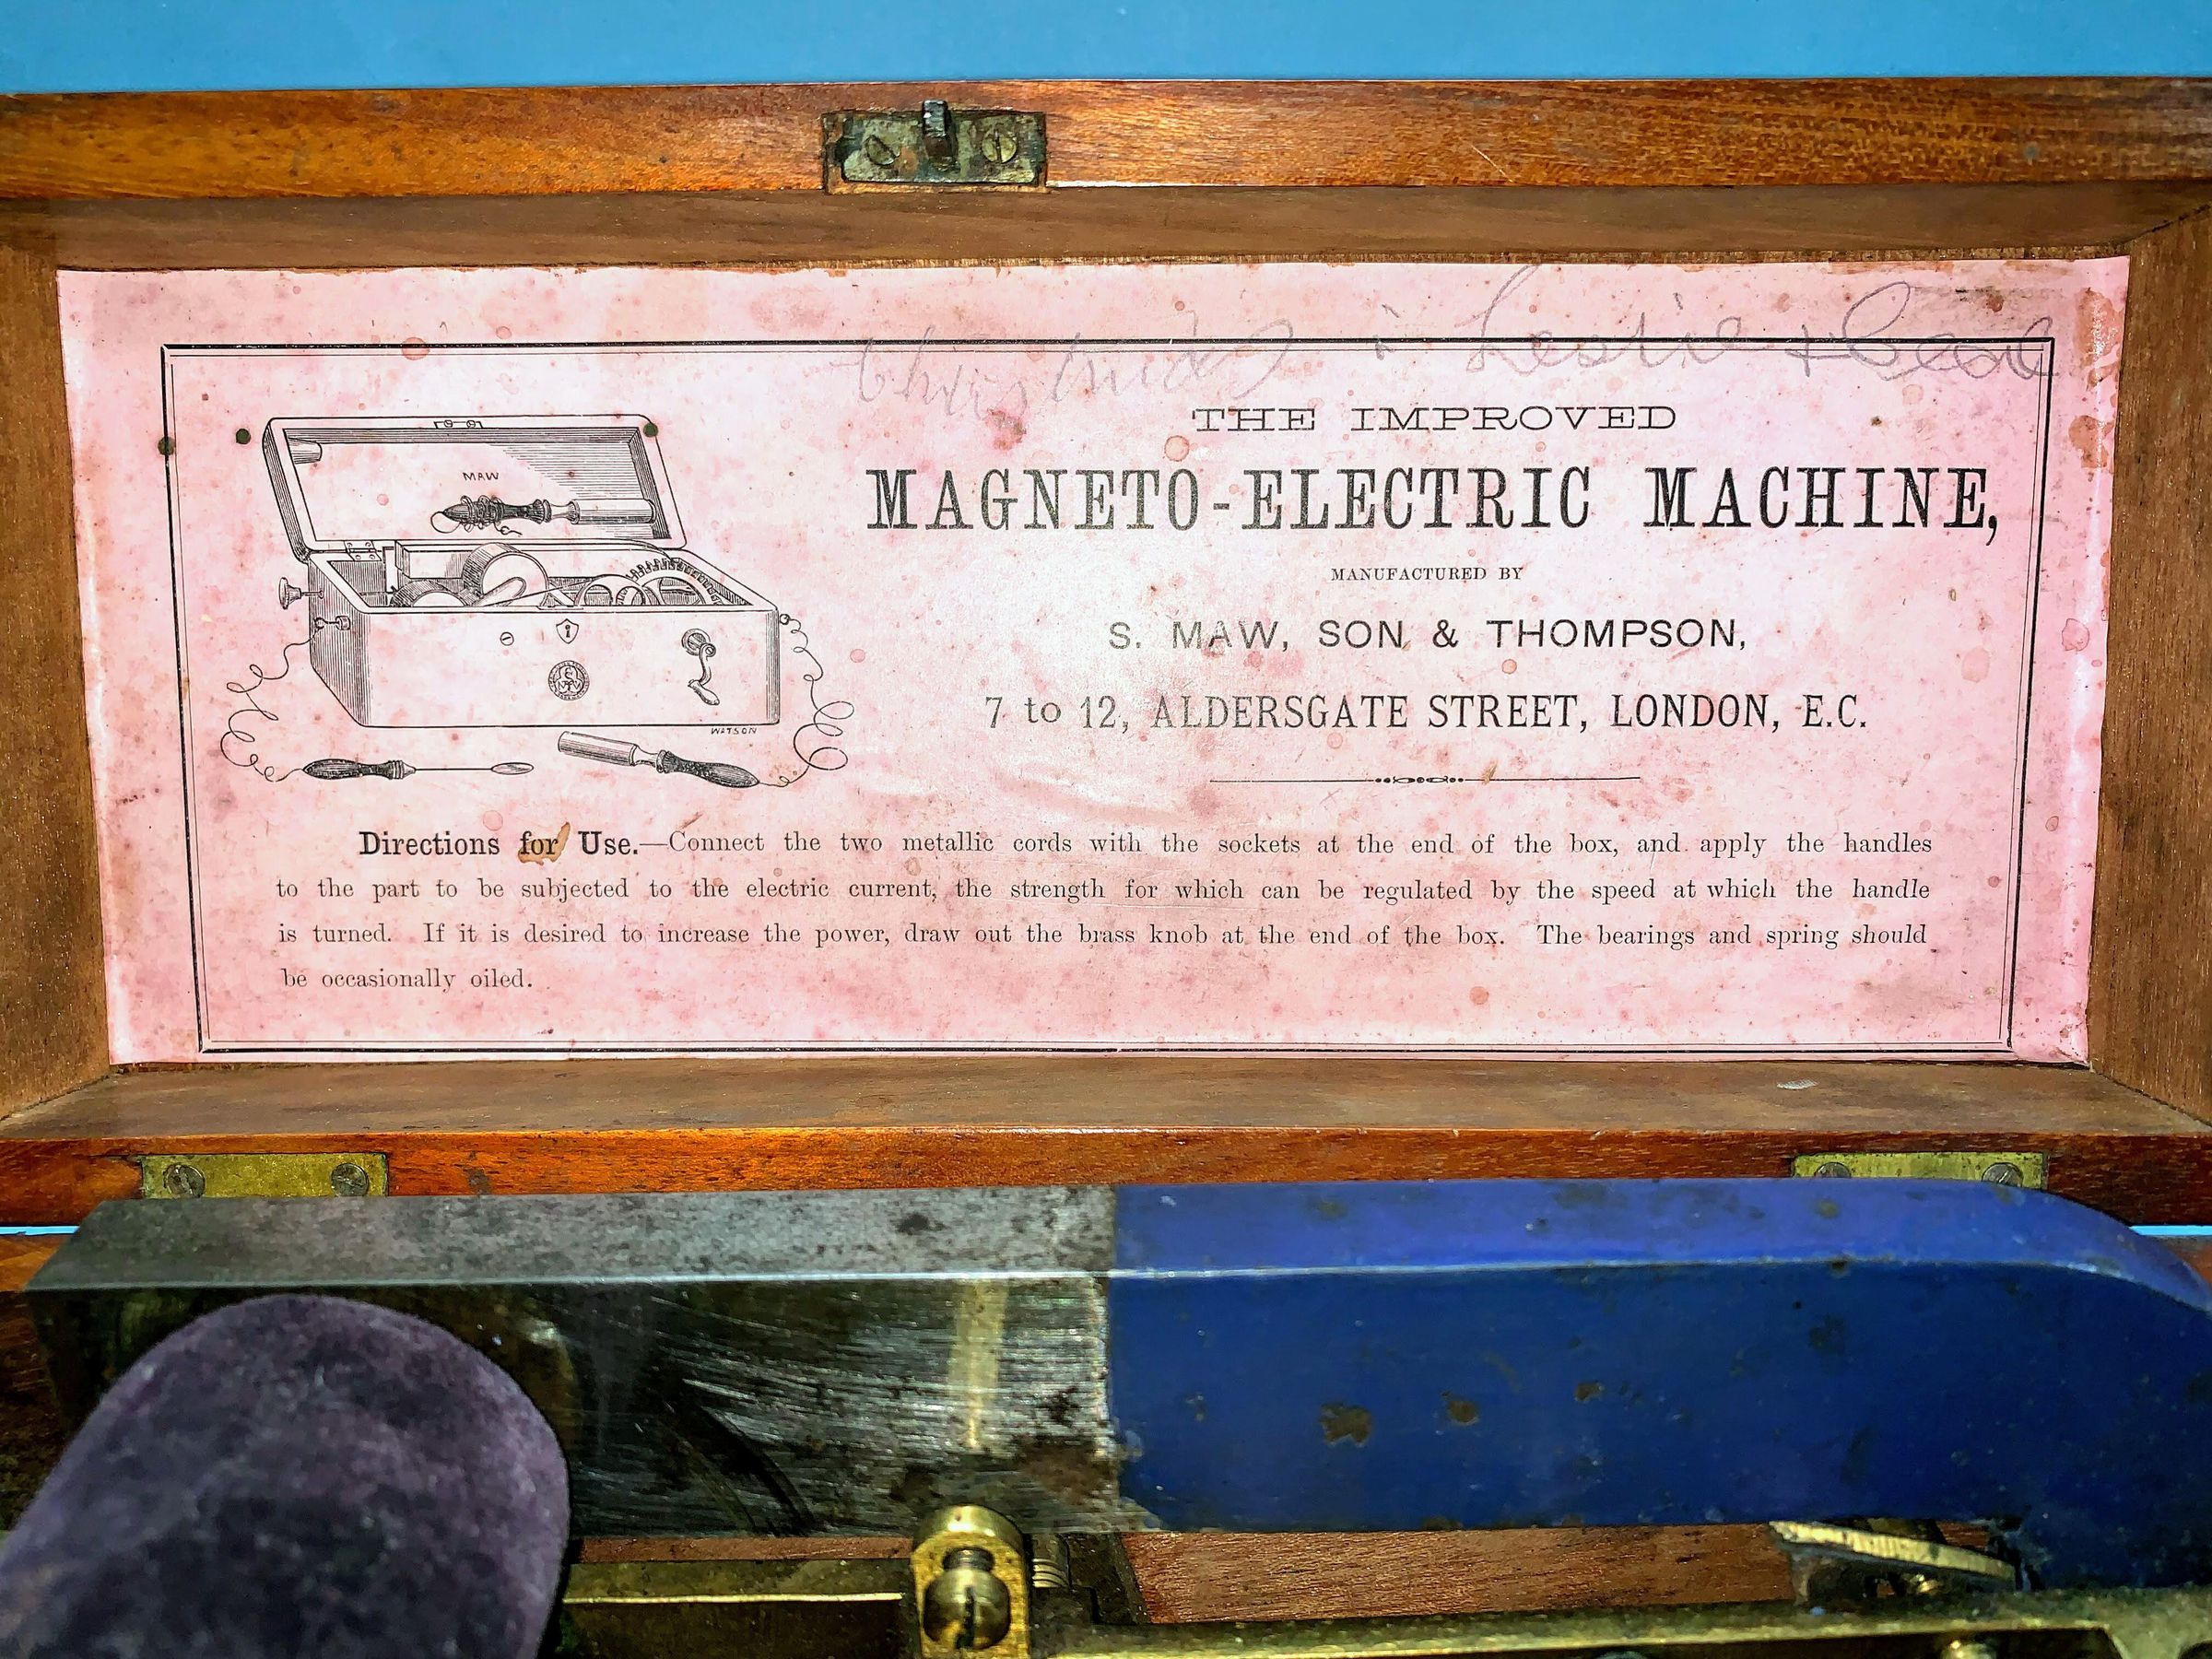 Leslie +
THE IMPROVED
MAGNETO-ELECTRIC MACHINE,
MANUFACTURED BY
S. MAW, SON & THOMPSON,
7 to 12, ALDERSGATE STREET, LONDON, E.C.
MAW
WATSON
Directions for Use.—Connect the two metallic cords with the sockets at the end of the box, and apply the handles
to the part to be subjected to the electric current, the strength for which can be regulated by the speed at which the handle
is turned. If it is desired to increase the power, draw out the brass knob at the end of the box. The bearings and spring should
be occasionally oiled.